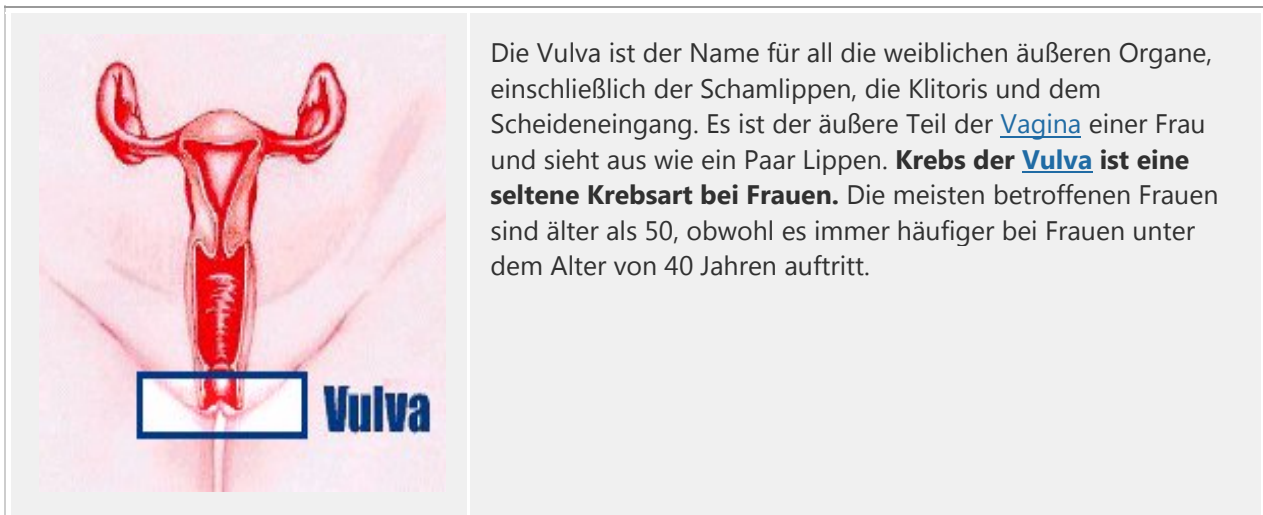 Die Vulva ist der Name für all die weiblichen äußeren Organe,
einschließlich der Schamlippen, die Klitoris und dem
Scheideneingang. Es ist der äußere Teil der Vagina einer Frau
und sieht aus wie ein Paar Lippen. Krebs der Vulva ist eine
seltene Krebsart bei Frauen. Die meisten betroffenen Frauen
sind älter als 50, obwohl es immer häufiger bei Frauen unter
dem Alter von 40 Jahren auftritt.
Vulva